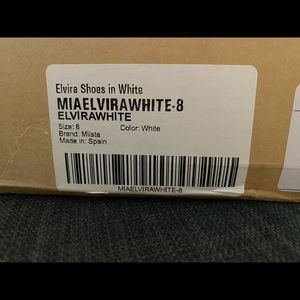 Elvira Shoes in White
MIAELVIRAWHITE-8
ELVIRAWHITE
Size: 8 Color: White
Brand: Miista
Made in: Spain
MIAELVIRAWHITE-8